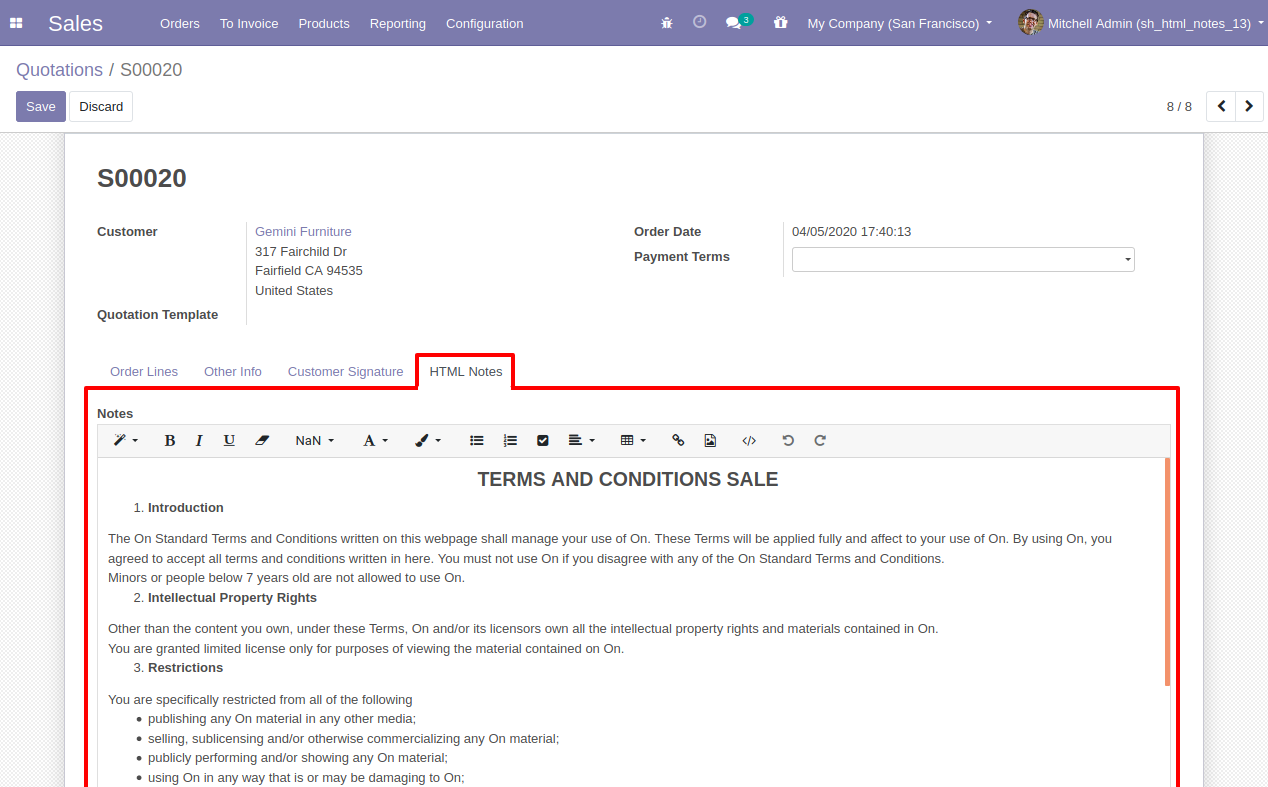 Sales Orders To Invoice Products Reporting Configuration 3 My Company (San Francisco) Mitchell Admin (sh_html_notes_13)
Quotations / S00020
Save Discard 8 / 8
S00020
Customer Gemini Furniture Order Date 04/05/2020 17:40:13
317 Fairchild Dr Payment Terms
Fairfield CA 94535
United States
Quotation Template
Order Lines Other Info Customer Signature HTML Notes
Notes
B I U NaN A
TERMS AND CONDITIONS SALE
1. Introduction
The On Standard Terms and Conditions written on this webpage shall manage your use of On. These Terms will be applied fully and affect to your use of On. By using On, you
agreed to accept all terms and conditions written in here. You must not use On if you disagree with any of the On Standard Terms and Conditions.
Minors or people below 7 years old are not allowed to use On.
2. Intellectual Property Rights
Other than the content you own, under these Terms, On and/or its licensors own all the intellectual property rights and materials contained in On.
You are granted limited license only for purposes of viewing the material contained on On.
3. Restrictions
You are specifically restricted from all of the following
• publishing any On material in any other media;
• selling, sublicensing and/or otherwise commercializing any On material;
• publicly performing and/or showing any On material;
• using On in any way that is or may be damaging to On;